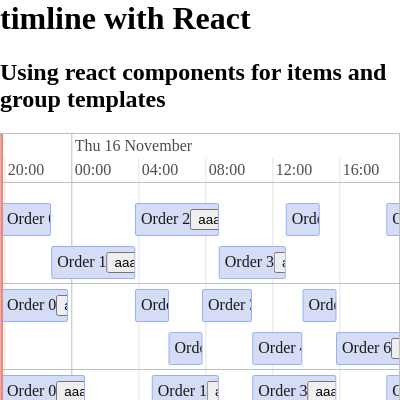 timline with React
Using react components for items and
group templates
Thu 16 November
20:00 00:00 04:00 08:00 12:00 16:00
Order Order 2 aaa
Order 1 aaa Order 3
Order 0
Order 6
Order 0 aaa Order 1 Order 3 aaa